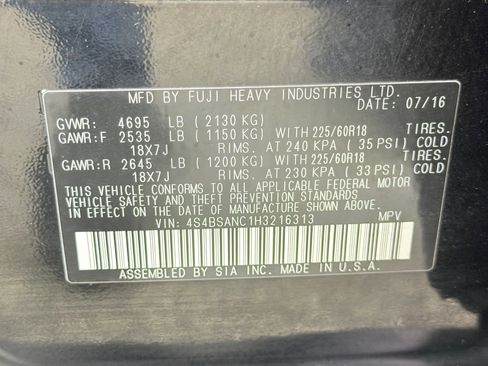 MFD BY FUJI HEAVY INDUSTRIES LTD.
DATE: 07/16
GVWR: 4695 LB (2130 KG)
GAWR:F 2535 LB (1150 KG) WITH 225/60R18 TIRES.
18X7J RIMS. AT 240 KPA (35 PSI) COLD
GAWR:R 2645 LB (1200 KG) WITH 225/60R18 TIRES.
18X7J RIMS. AT 230 KPA (33 PSI) COLD
THIS VEHICLE CONFORMS TO ALL APPLICABLE FEDERAL MOTOR
VEHICLE SAFETY AND THEFT PREVENTION STANDARDS
IN EFFECT ON THE DATE OF MANUFACTURE SHOWN ABOVE.
VIN: 4S4BSANC1H3216313 MPV
ASSEMBLED BY SIA INC. MADE IN U.S.A.